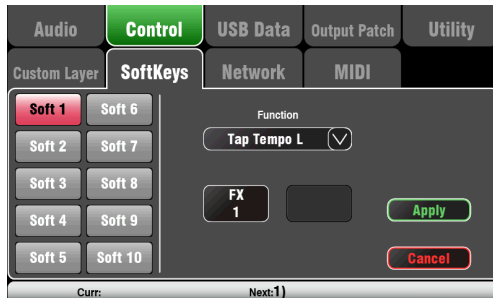 Audio Control USB Data Output Patch Utility
Custom Layer SoftKeys Network MIDI
Soft 1 Soft 6
Function
Soft 2 Soft 7
Tap Tempo L
Soft 3 Soft 8
FX
1
Soft 4 Soft 9
Apply
Soft 5 Soft 10
Cancel
Curr: Next:1)